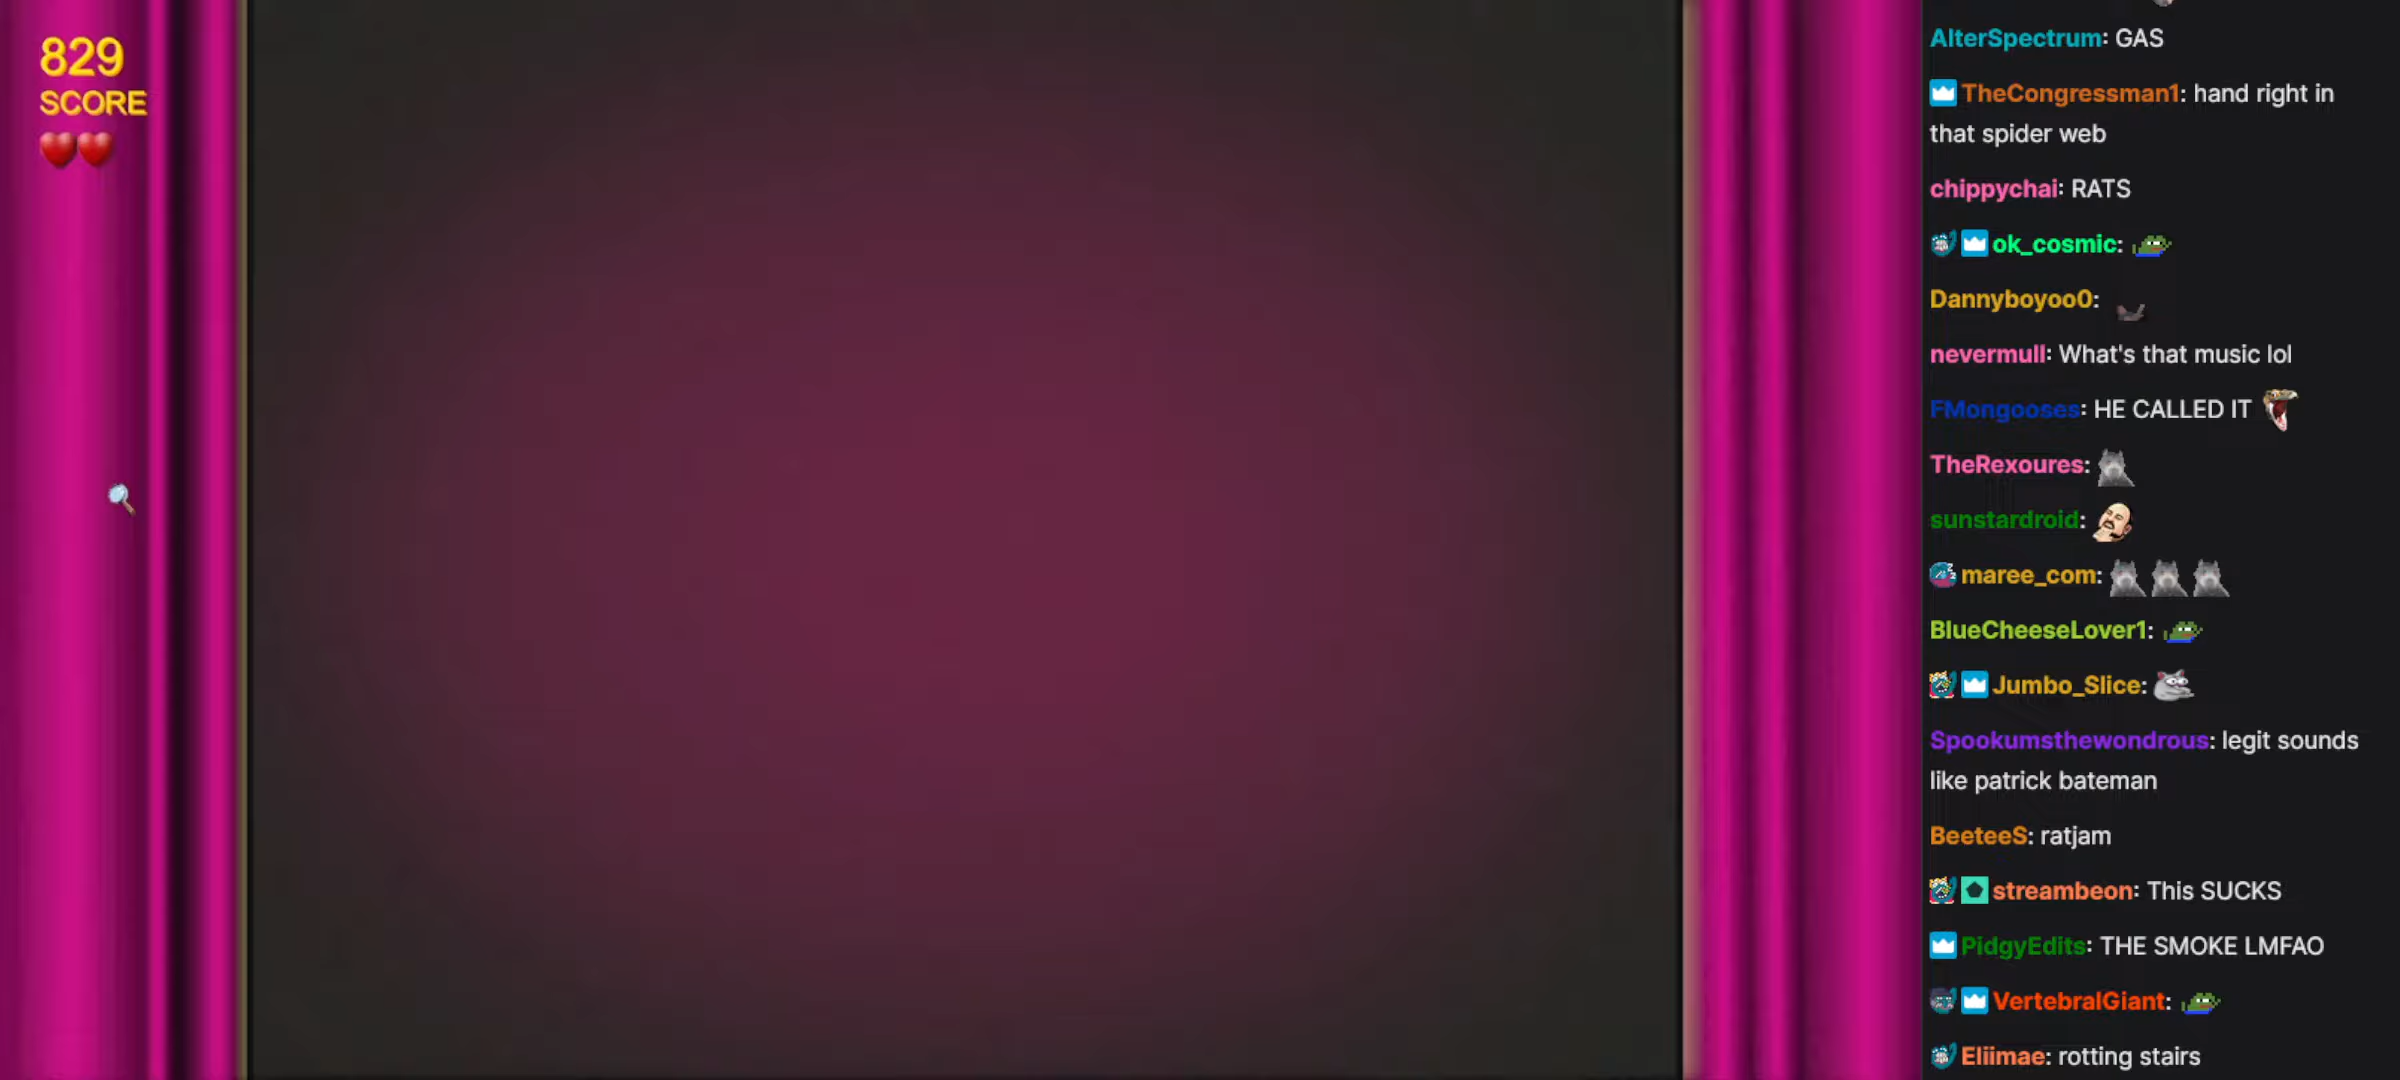 829
SCORE
AlterSpectrum: GAS
TheCongressman1: hand right in
that spider web
chippychai: RATS
ok_cosmic:
Dannyboyoo0:
nevermull: What's that music lol
FMongooses: HE CALLED IT
TheRexoures:
sunstardroid:
maree_com:
BlueCheeseLover1:
Jumbo_Slice:
Spookumsthewondrous: legit sounds
like patrick bateman
BeeteeS: ratjam
streambeon: This SUCKS
PidgyEdits: THE SMOKE LMFAO
VertebralGiant:
Eliimae: rotting stairs